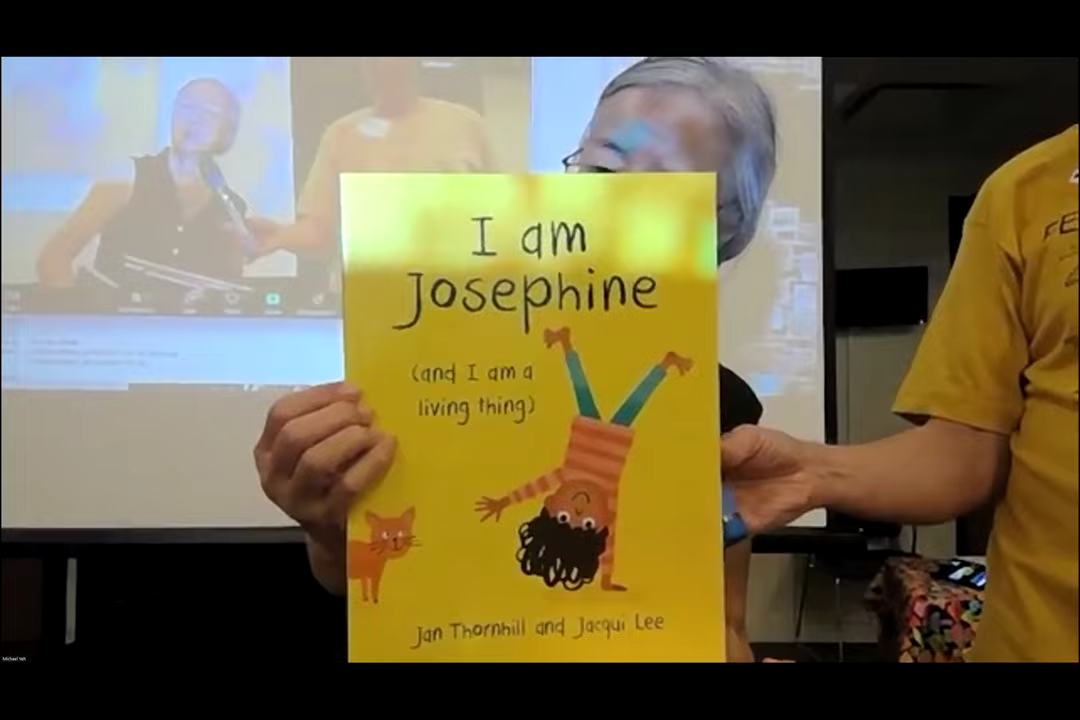 I am
Josephine
(and I am a
living thing)
Jan Thornhill and Jacqui Lee